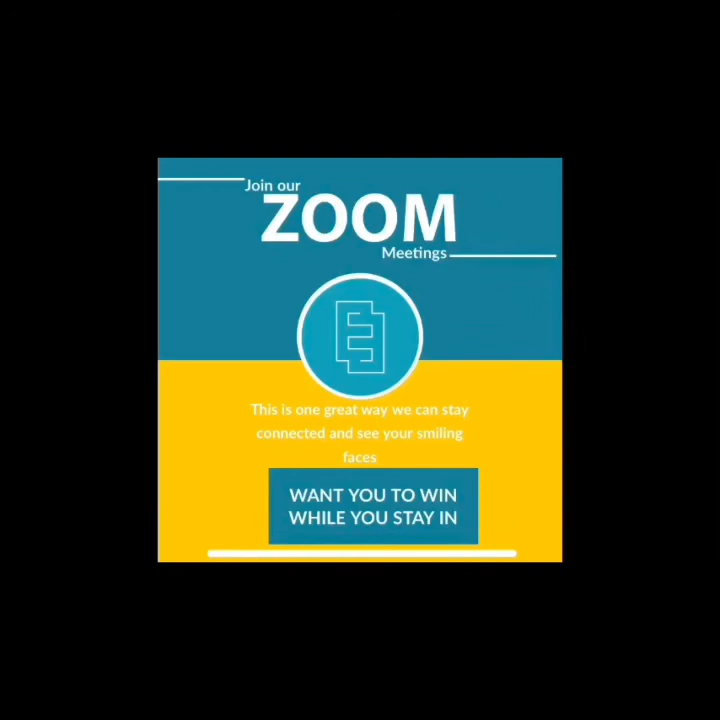 Join our
ZOOM
Meetings
This is one great way we can stay
connected and see your smiling
faces
WANT YOU TO WIN
WHILE YOU STAY IN